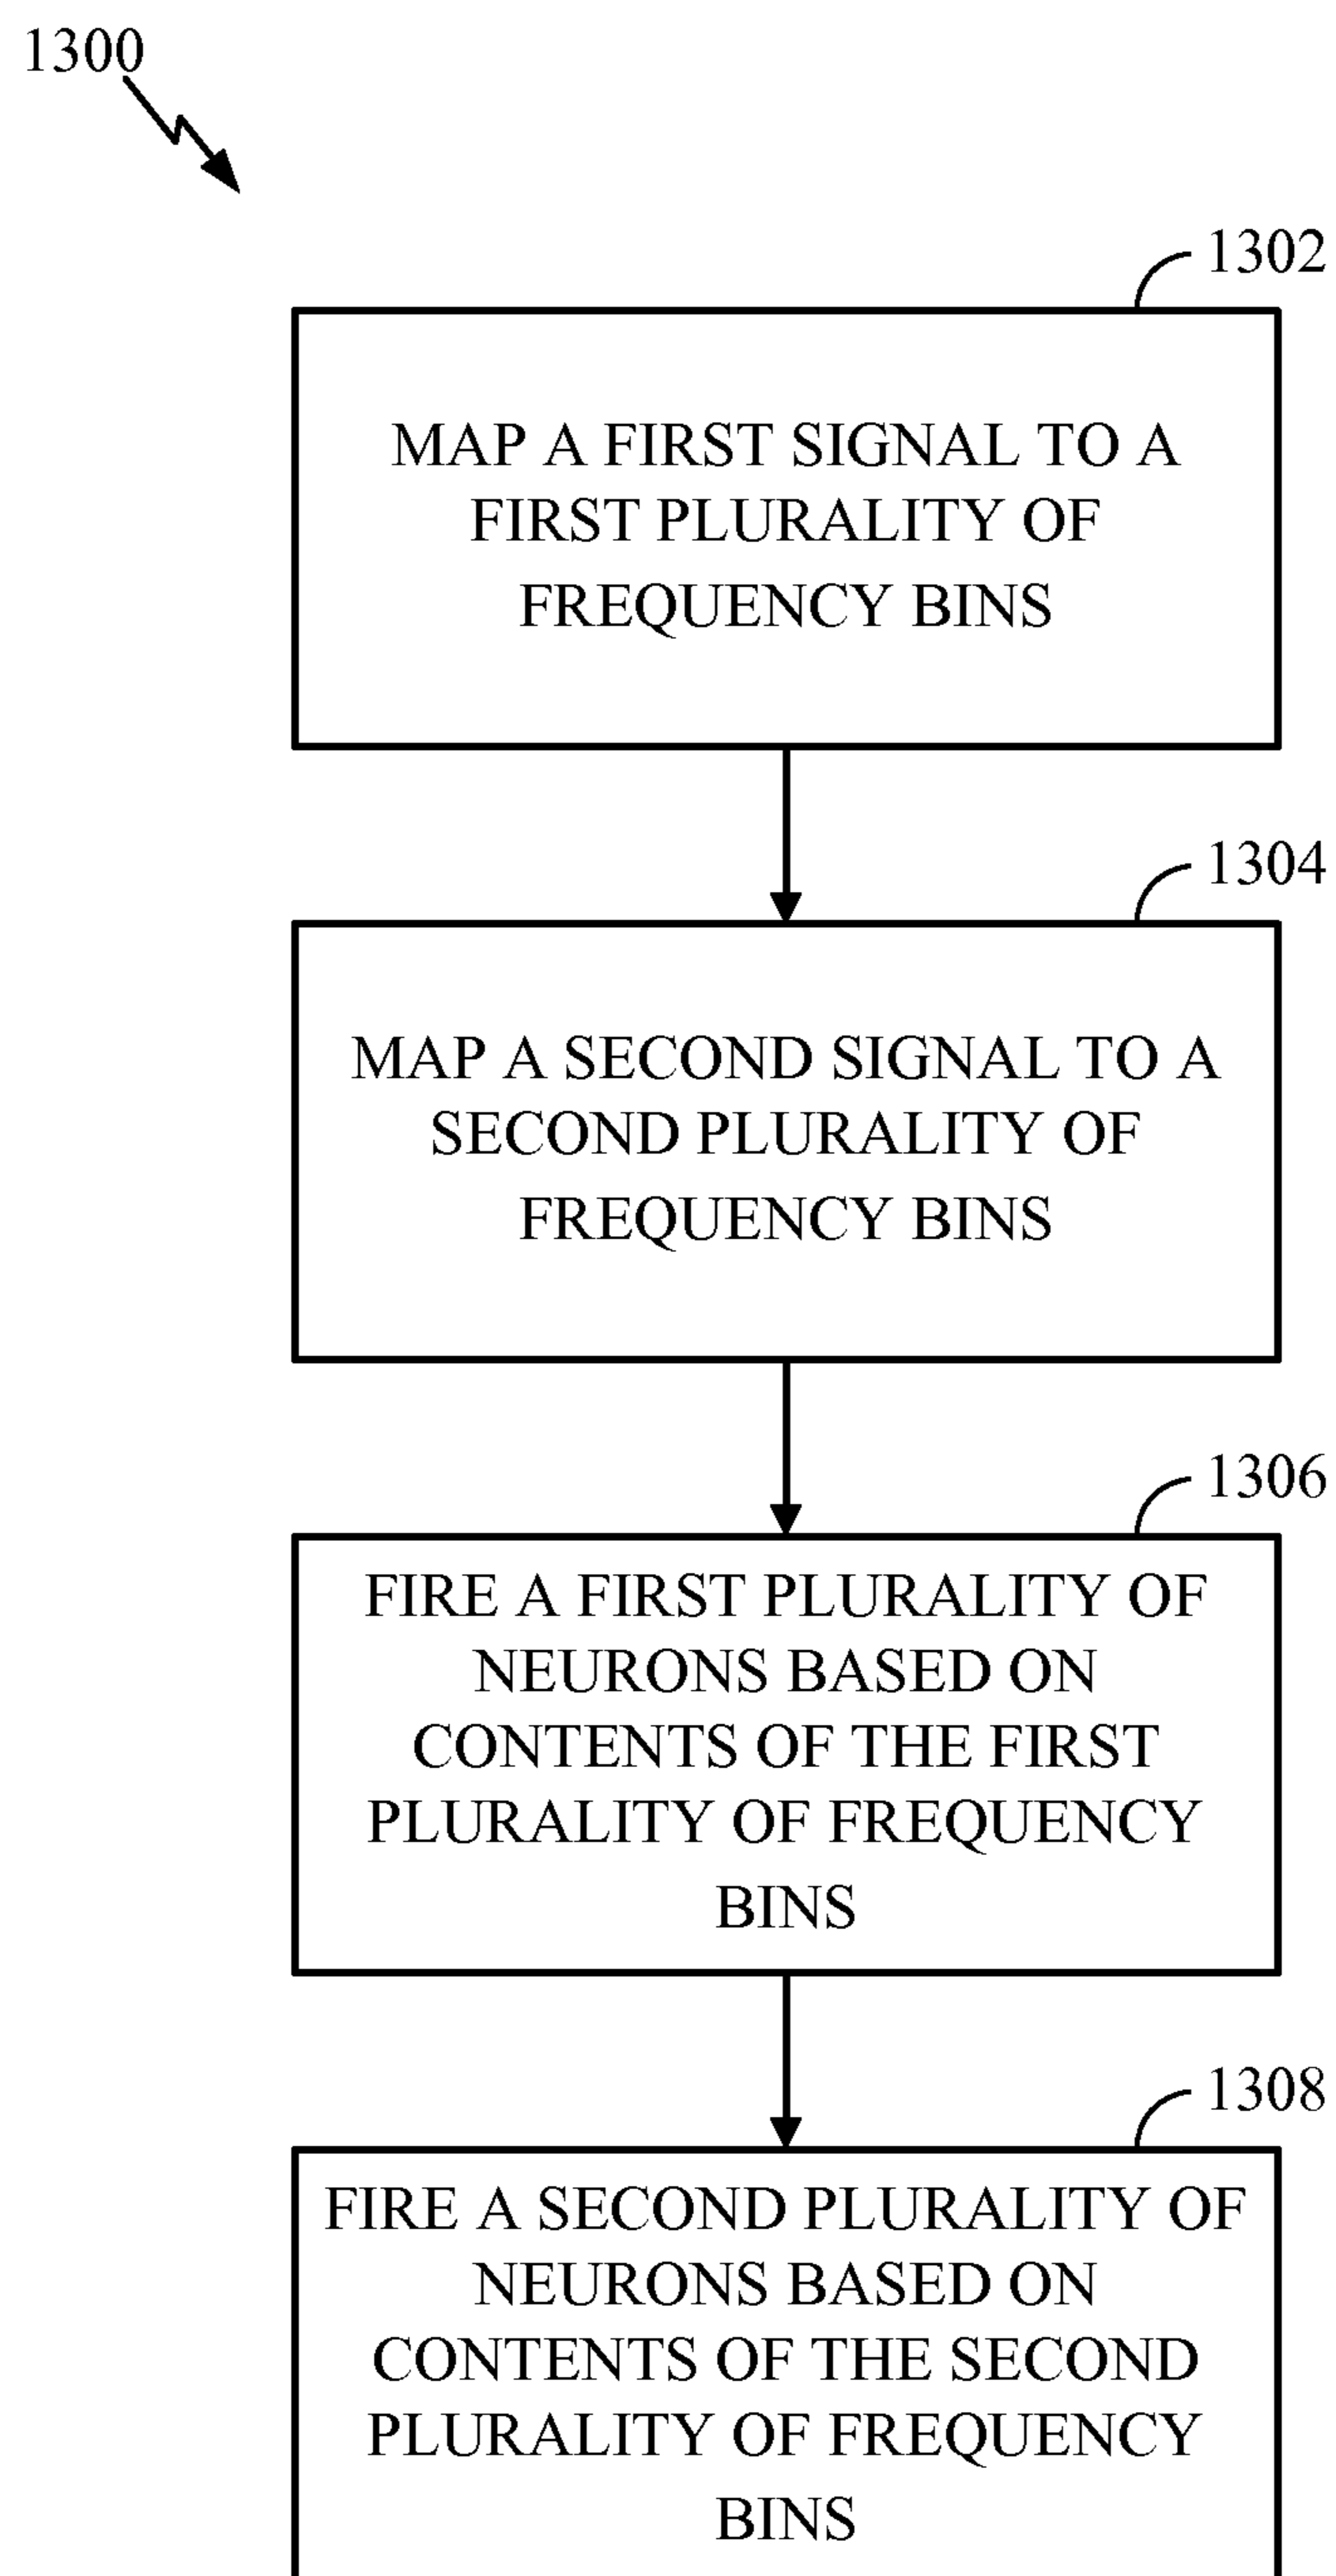 1300
1302
MAP A FIRST SIGNAL TO A
FIRST PLURALITY OF
FREQUENCY BINS
1304
MAP A SECOND SIGNAL TO A
SECOND PLURALITY OF
FREQUENCY BINS
1306
FIRE A FIRST PLURALITY OF
NEURONS BASED ON
CONTENTS OF THE FIRST
PLURALITY OF FREQUENCY
BINS
1308
FIRE A SECOND PLURALITY OF
NEURONS BASED ON
CONTENTS OF THE SECOND
PLURALITY OF FREQUENCY
BINS